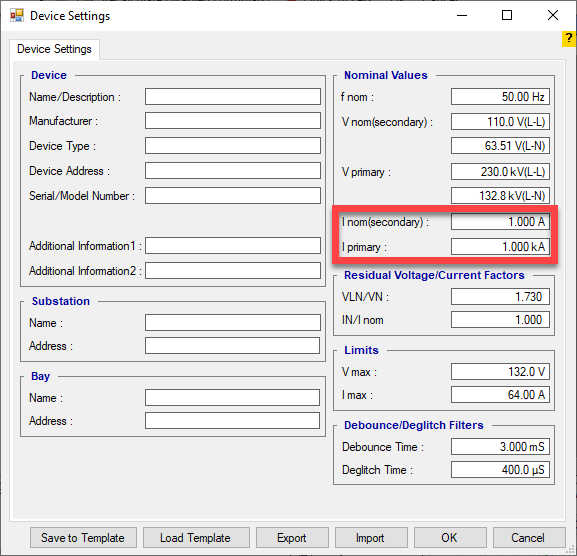 Device Settings
?
Device Settings
Device
Name/Description :
Manufacturer :
Device Type :
Device Address :
Serial/Model Number :
Additional Information1 :
Additional Information2 :
Substation
Name :
Address :
Bay
Name :
Address :
Nominal Values
f nom : 50.00 Hz
V nom(secondary) : 110.0 V(L-L)
63.51 V(L-N)
V primary : 230.0 kV(L-L)
132.8 kV(L-N)
I nom(secondary) : 1.000 A
I primary : 1.000 kA
Residual Voltage/Current Factors
VLN/VN : 1.730
IN/I nom 1.000
Limits
V max : 132.0 V
I max : 64.00 A
Debounce/Deglitch Filters
Debounce Time : 3.000 mS
Deglitch Time : 400.0 µS
Save to Template Load Template Export Import OK Cancel